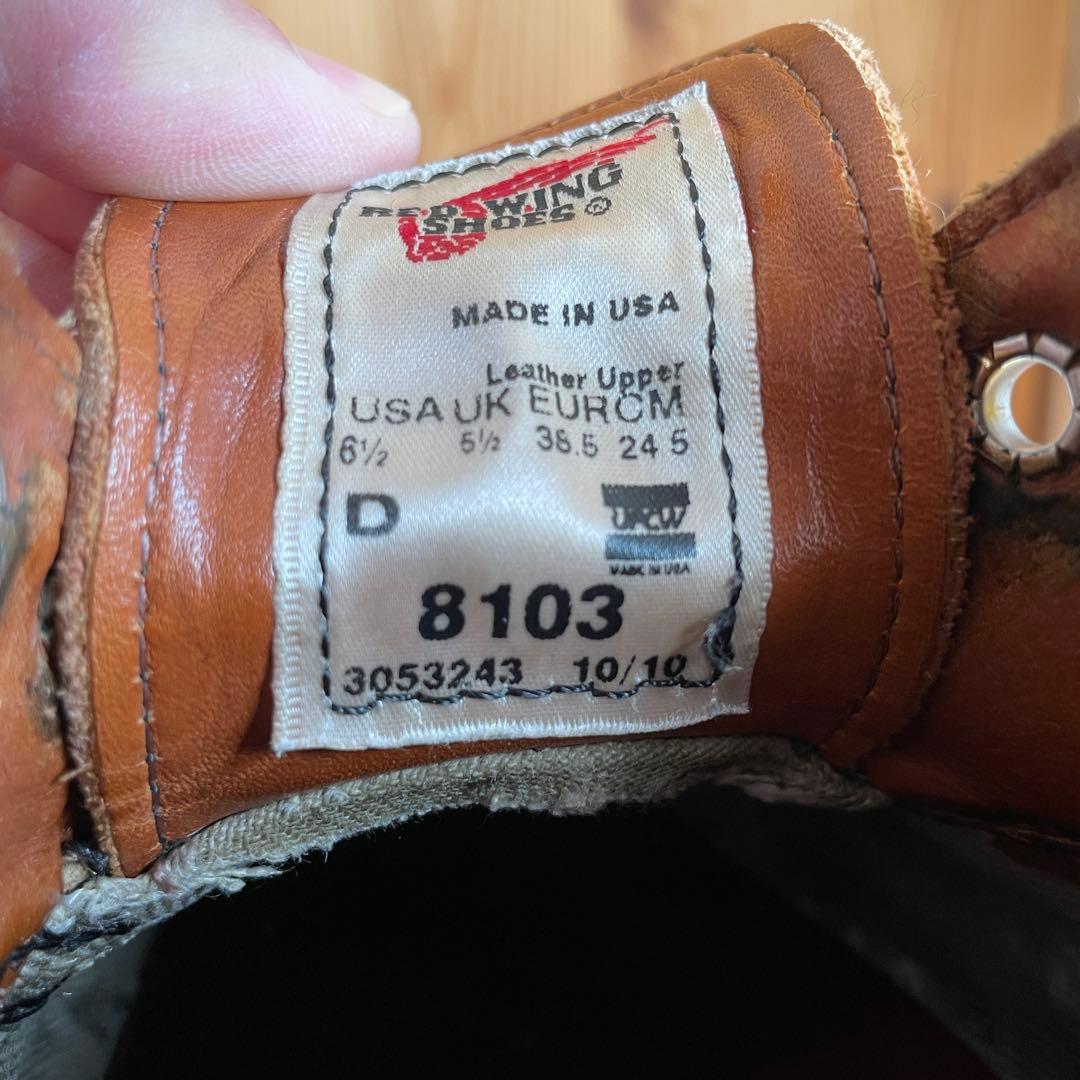 RED WING
SHOES®
MADE IN USA
Leather Upper
USA UK EUR CM
6½ 5½ 38.5 24 5
D
UFCW
MADE IN USA
8103
3053243 10/10